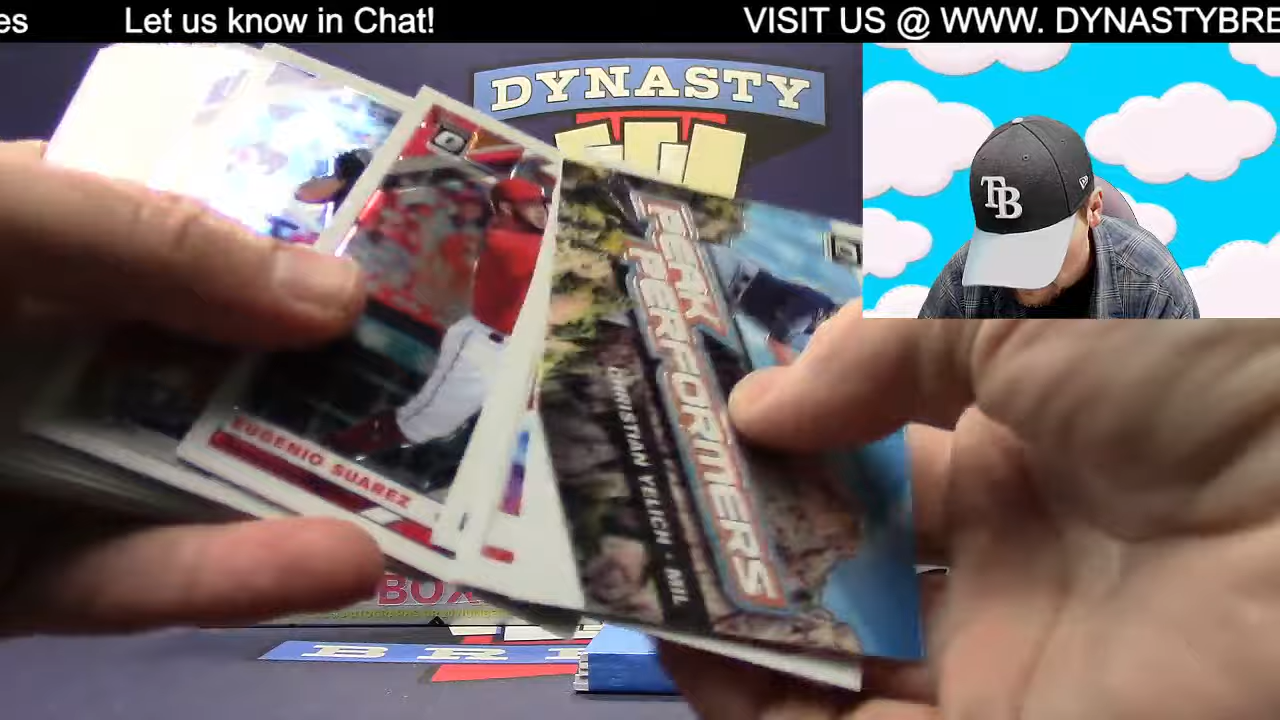 es Let us know in Chat! VISIT US @ WWW. DYNASTYBRE
DYNASTY
TB
PEAK
PERFORMERS
CHRISTIAN YELICH • MIL
EUGENIO SUAREZ
BOX
BRE